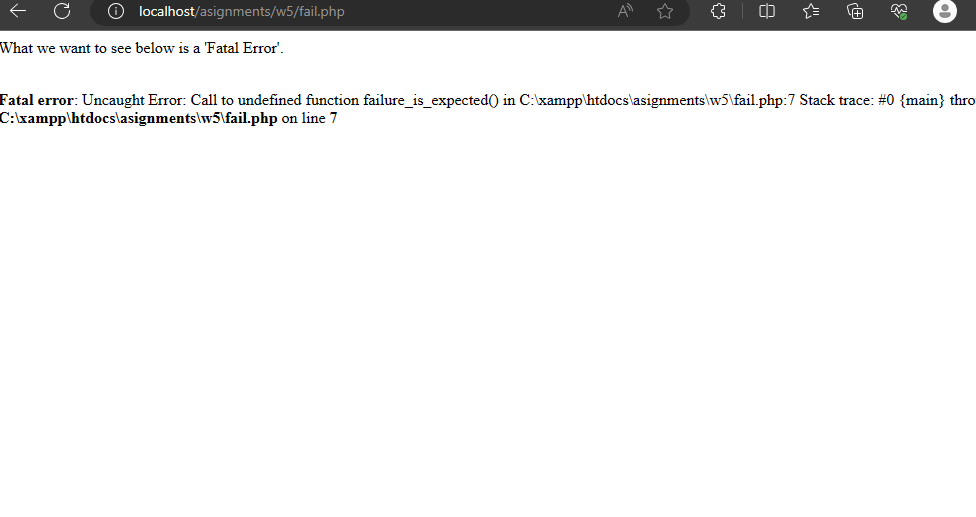 localhost/asignments/w5/fail.php
What we want to see below is a 'Fatal Error'.
Fatal error: Uncaught Error: Call to undefined function failure_is_expected() in C:\xampp\htdocs\asignments\w5\fail.php:7 Stack trace: #0 {main} thro
C:\xampp\htdocs\asignments\w5\fail.php on line 7